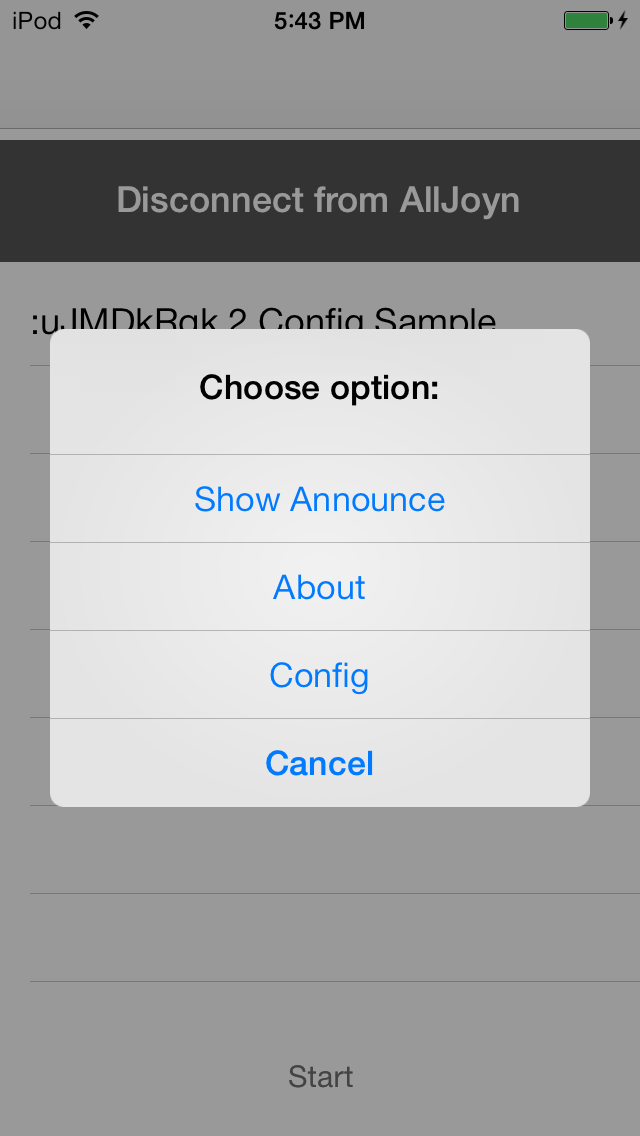 iPod 5:43 PM
Disconnect from AllJoyn
:uJMDkRqk.2 Config Sample
Choose option:
Show Announce
About
Config
Cancel
Start